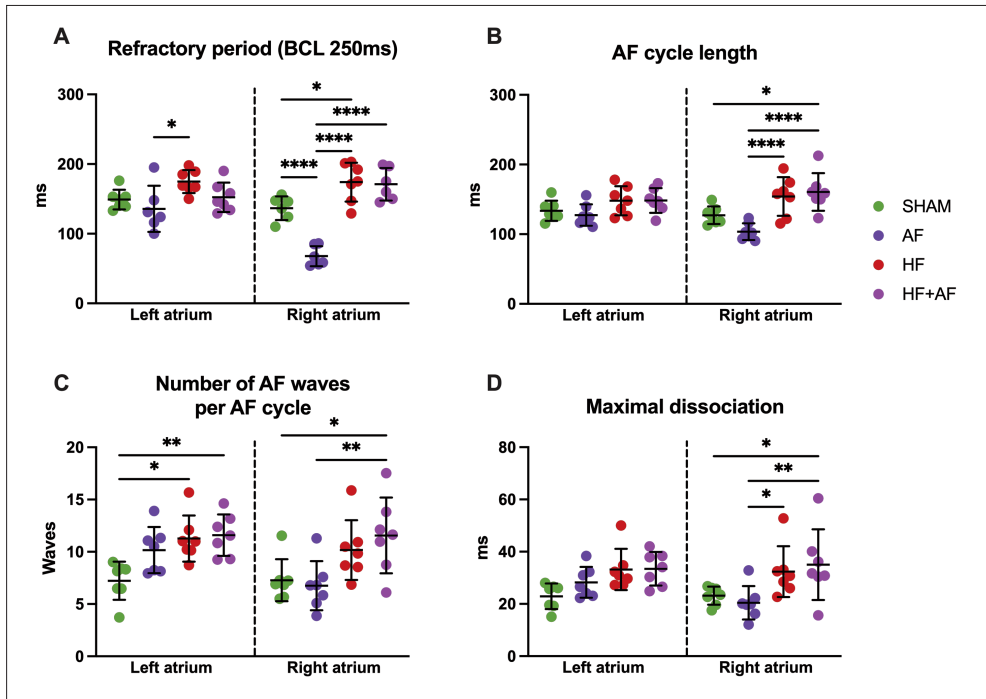 A
Refractory period (BCL 250ms)
300
200
100
0
ms
*
*
****
****
****
Left atrium
Right atrium
B
AF cycle length
300
200
100
0
ms
*
****
****
Left atrium
Right atrium
SHAM
AF
HF
HF+AF
C
Number of AF waves
per AF cycle
20
15
10
5
0
Waves
**
*
*
**
Left atrium
Right atrium
D
Maximal dissociation
80
60
40
20
0
ms
*
**
*
Left atrium
Right atrium